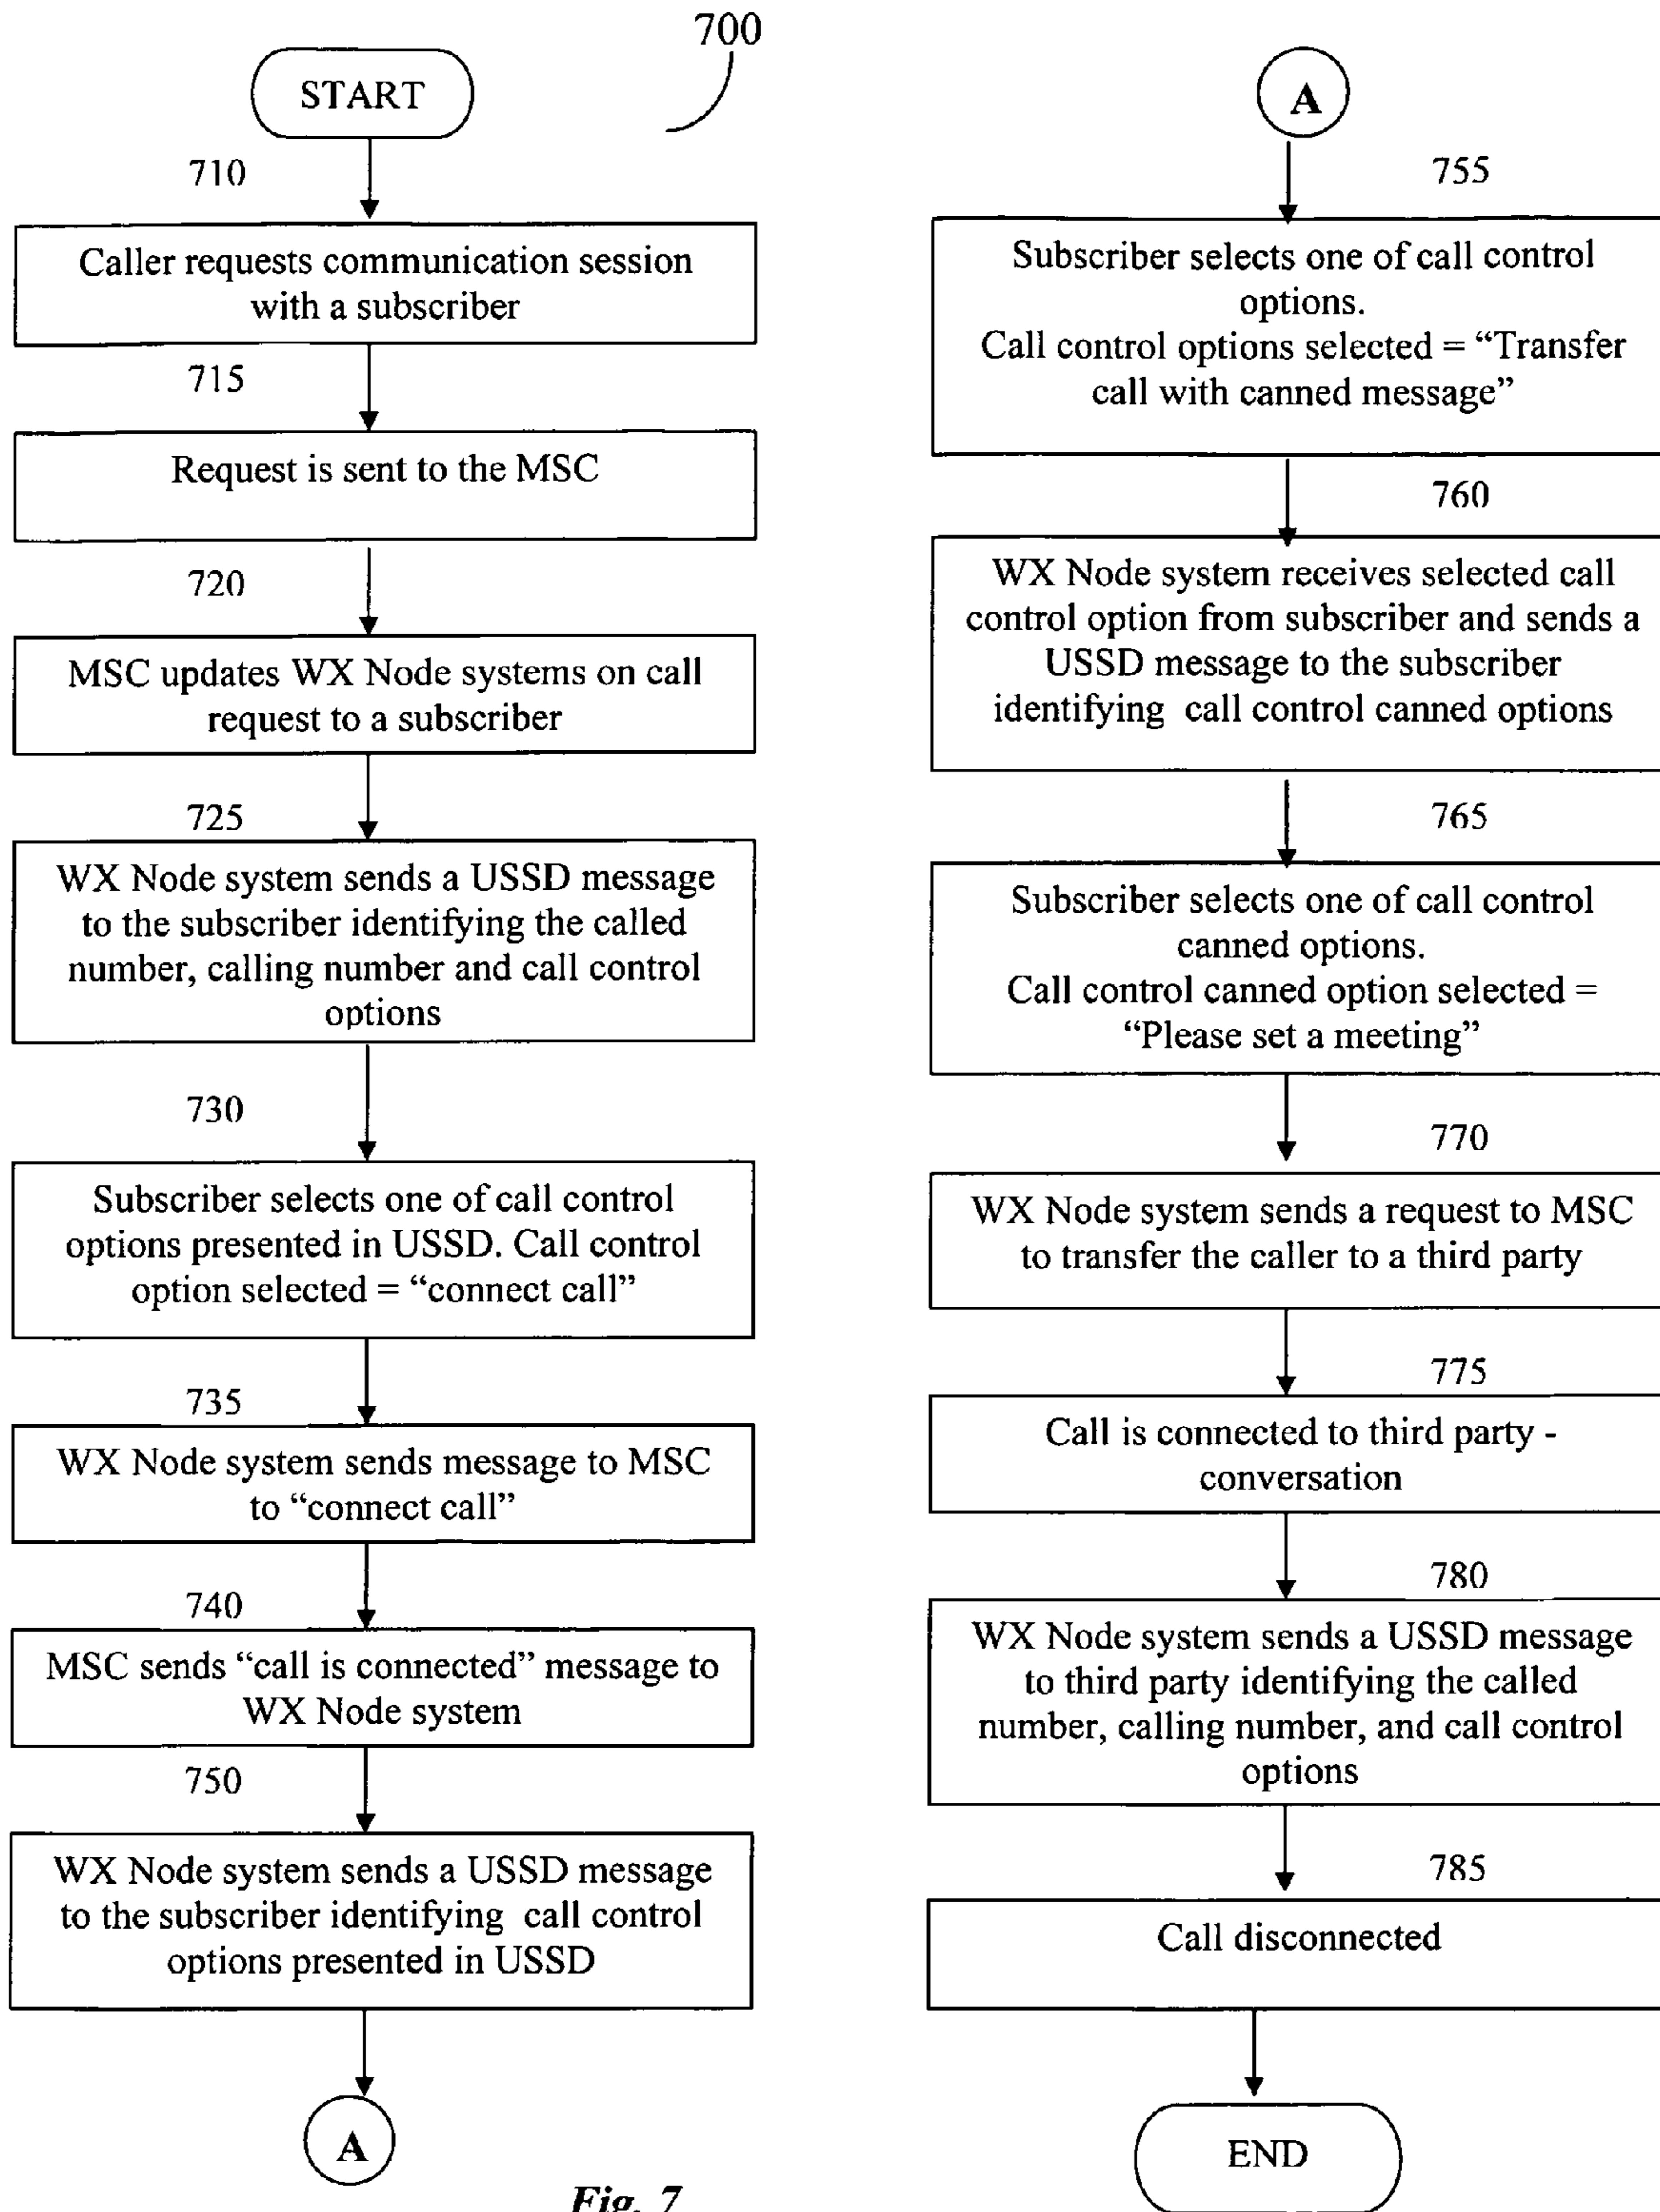 700
START
710
Caller requests communication session
with a subscriber
715
Request is sent to the MSC
720
MSC updates WX Node systems on call
request to a subscriber
725
WX Node system sends a USSD message
to the subscriber identifying the called
number, calling number and call control
options
730
Subscriber selects one of call control
options presented in USSD. Call control
option selected = “connect call”
735
WX Node system sends message to MSC
to “connect call”
740
MSC sends “call is connected” message to
WX Node system
750
WX Node system sends a USSD message
to the subscriber identifying call control
options presented in USSD
A
A
755
Subscriber selects one of call control
options.
Call control options selected = “Transfer
call with canned message”
760
WX Node system receives selected call
control option from subscriber and sends a
USSD message to the subscriber
identifying call control canned options
765
Subscriber selects one of call control
canned options.
Call control canned option selected =
“Please set a meeting”
770
WX Node system sends a request to MSC
to transfer the caller to a third party
775
Call is connected to third party -
conversation
780
WX Node system sends a USSD message
to third party identifying the called
number, calling number, and call control
options
785
Call disconnected
END
Fig. 7